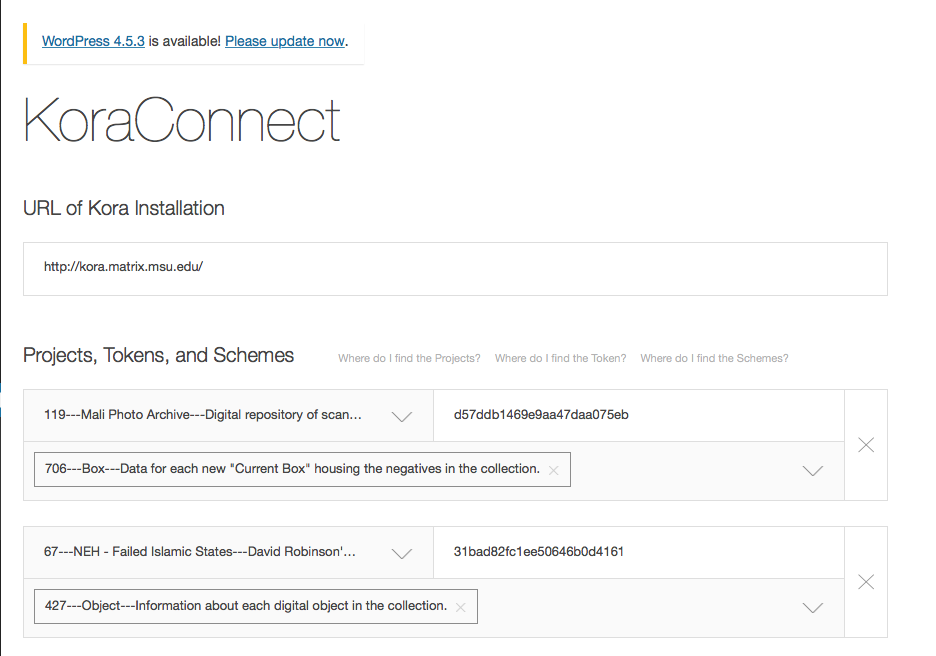 WordPress 4.5.3 is available! Please update now.
KoraConnect
URL of Kora Installation
http://kora.matrix.msu.edu/
Projects, Tokens, and Schemes Where do I find the Projects? Where do I find the Token? Where do I find the Schemes?
119---Mali Photo Archive---Digital repository of scan... d57ddb1469e9aa47daa075eb
706---Box---Data for each new "Current Box" housing the negatives in the collection.
67---NEH - Failed Islamic States---David Robinson'... 31bad82fc1ee50646b0d4161
427---Object---Information about each digital object in the collection.